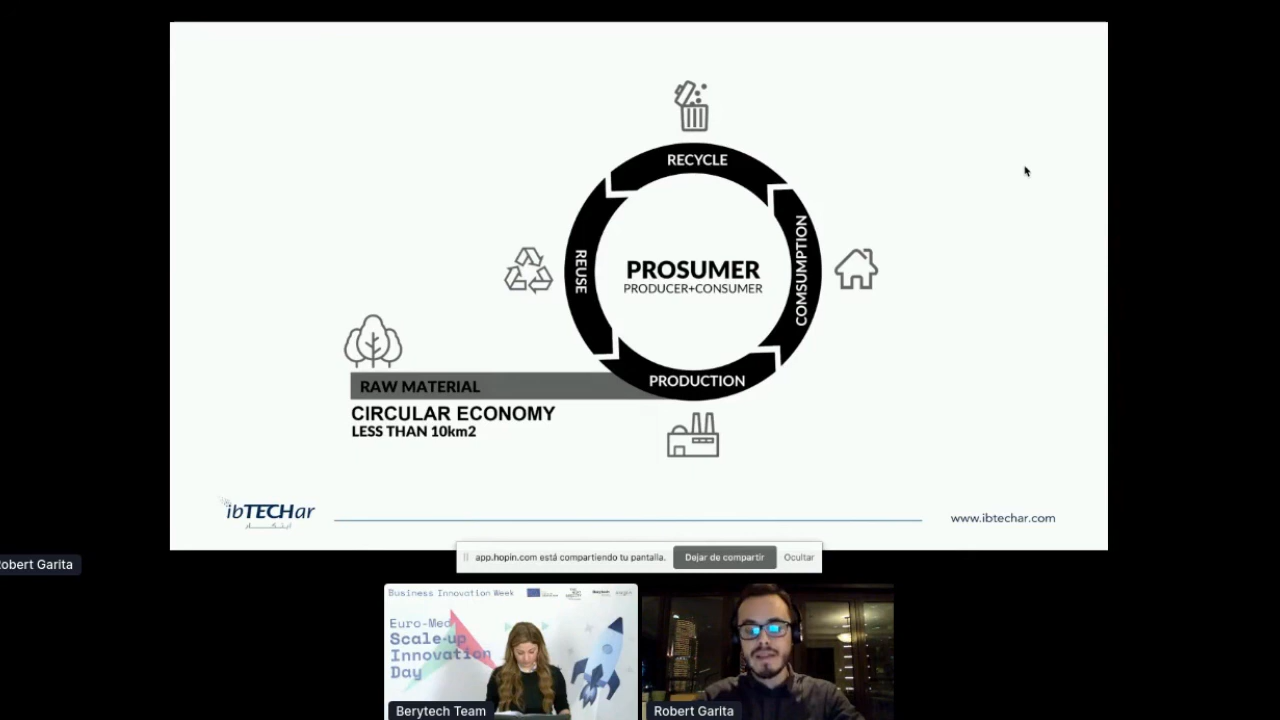 RECYCLE
COMSUMPTION
REUSE
PROSUMER
PRODUCER+CONSUMER
PRODUCTION
RAW MATERIAL
CIRCULAR ECONOMY
LESS THAN 10km2
ibTECHar
www.ibtechar.com
app.hopin.com está compartiendo tu pantalla.
Dejar de compartir
Ocultar
obert Garita
Business Innovation Week
Euro-Med
Scale-up
Innovation
Day
Berytech Team
Robert Garita